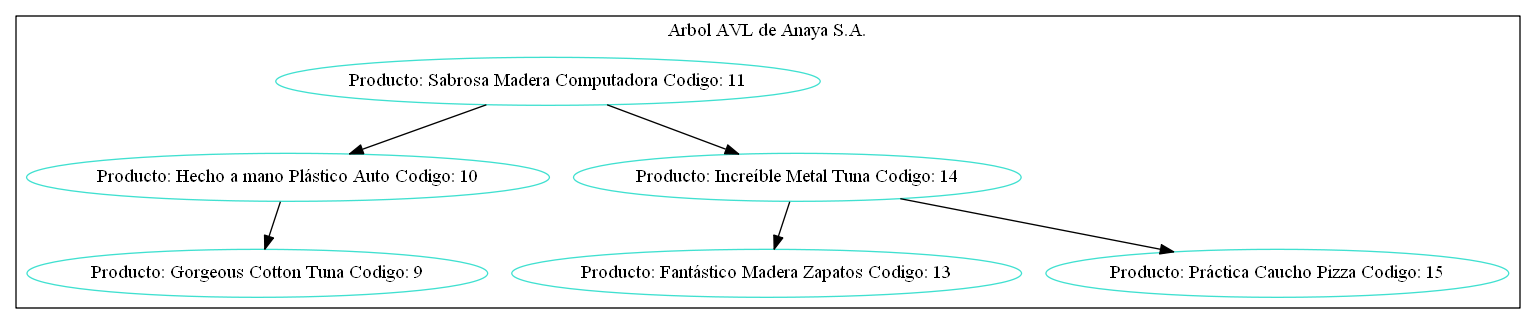 Arbol AVL de Anaya S.A.
Producto: Sabrosa Madera Computadora Codigo: 11
Producto: Hecho a mano Plástico Auto Codigo: 10
Producto: Increíble Metal Tuna Codigo: 14
Producto: Gorgeous Cotton Tuna Codigo: 9
Producto: Fantástico Madera Zapatos Codigo: 13
Producto: Práctica Caucho Pizza Codigo: 15